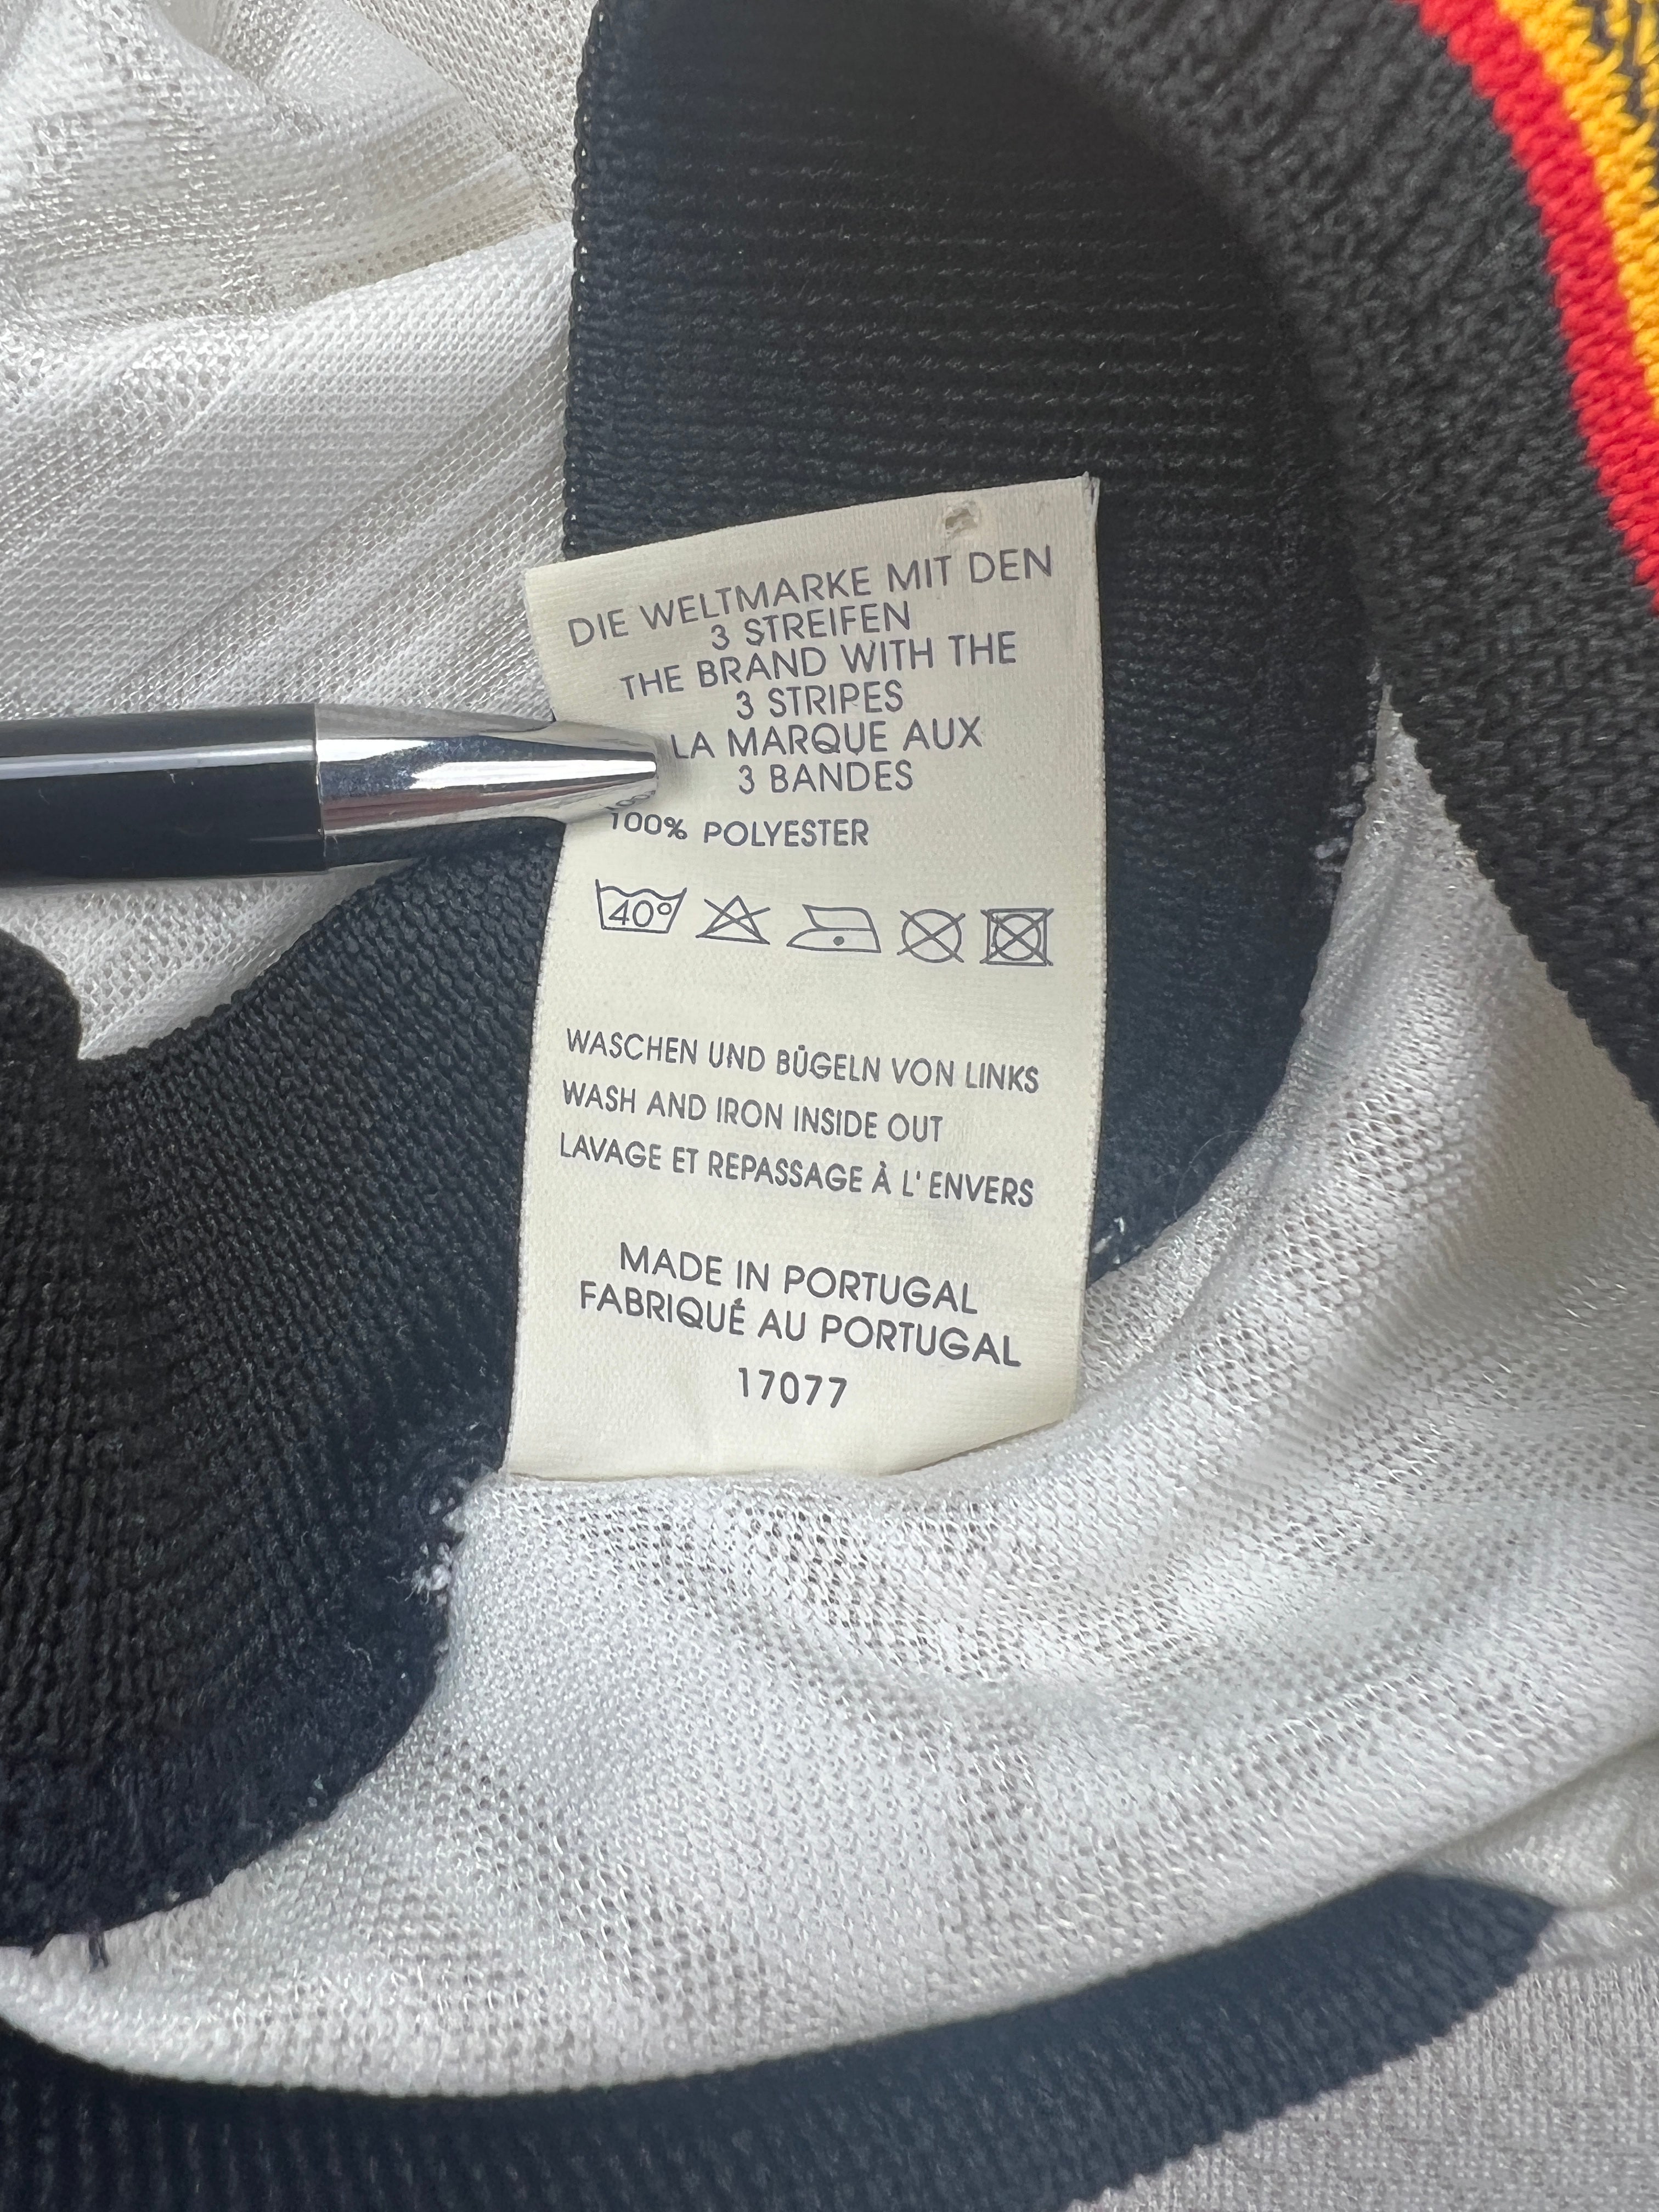 DIE WELTMARKE MIT DEN
3 STREIFEN
THE BRAND WITH THE
3 STRIPES
LA MARQUE AUX
3 BANDES
100% POLYESTER
40°
WASCHEN UND BÜGELN VON LINKS
WASH AND IRON INSIDE OUT
LAVAGE ET REPASSAGE À L' ENVERS
MADE IN PORTUGAL
FABRIQUÉ AU PORTUGAL
17077